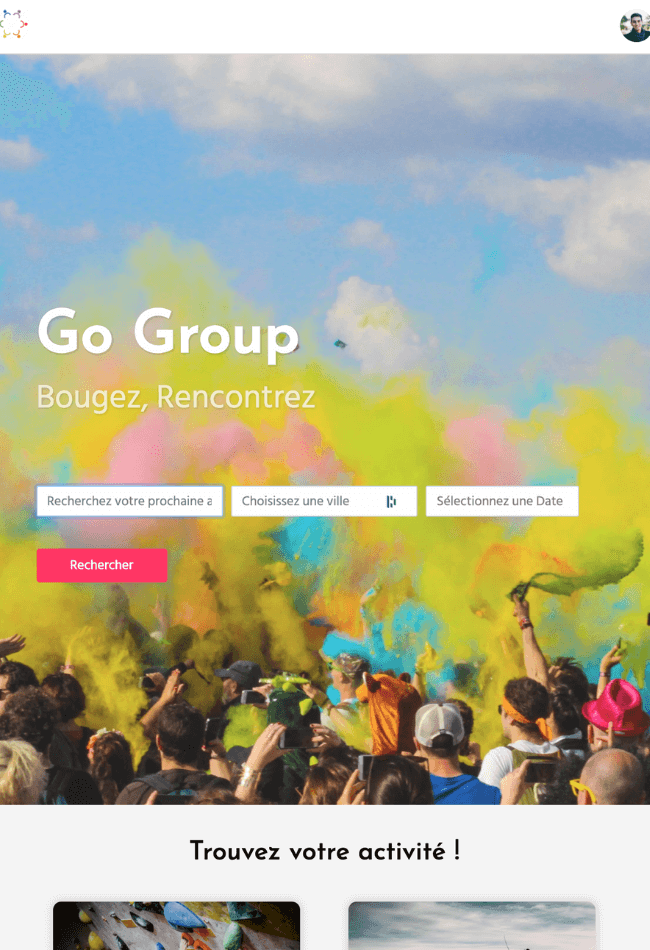 Go Group
Bougez, Rencontrez
Recherchez votre prochaine a
Choisissez une ville
Sélectionnez une Date
Rechercher
Trouvez votre activité !